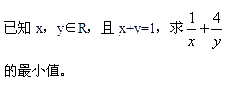 已知 x，y∈R，且 x+y=1，求 1/x + 4/y
的最小值。